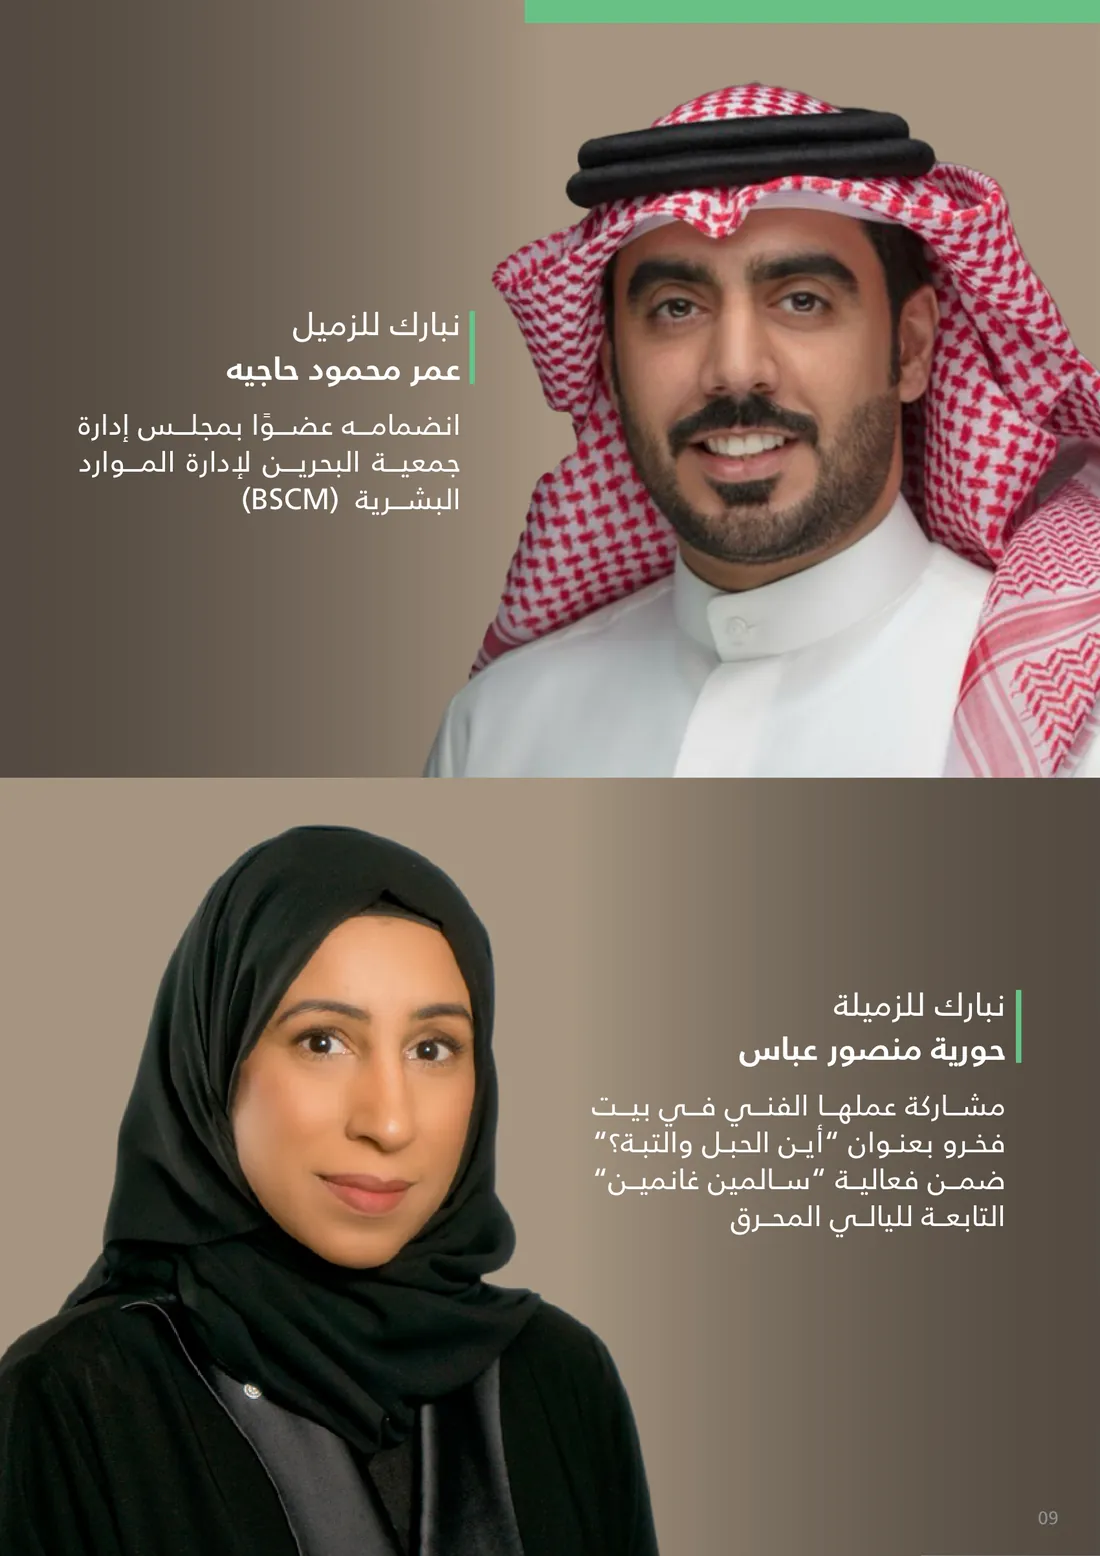 نبارك للزميل
عمر محمود حاجيه
انضمامه عضوًا بمجلس إدارة
جمعية البحرين لإدارة الموارد
البشرية (BSCM)
نبارك للزميلة
حورية منصور عباس
مشاركة عملها الفني في بيت
فخرو بعنوان “أين الحبل والتبة؟“
ضمن فعالية “سالمين غانمين“
التابعة لليالي المحرق
09